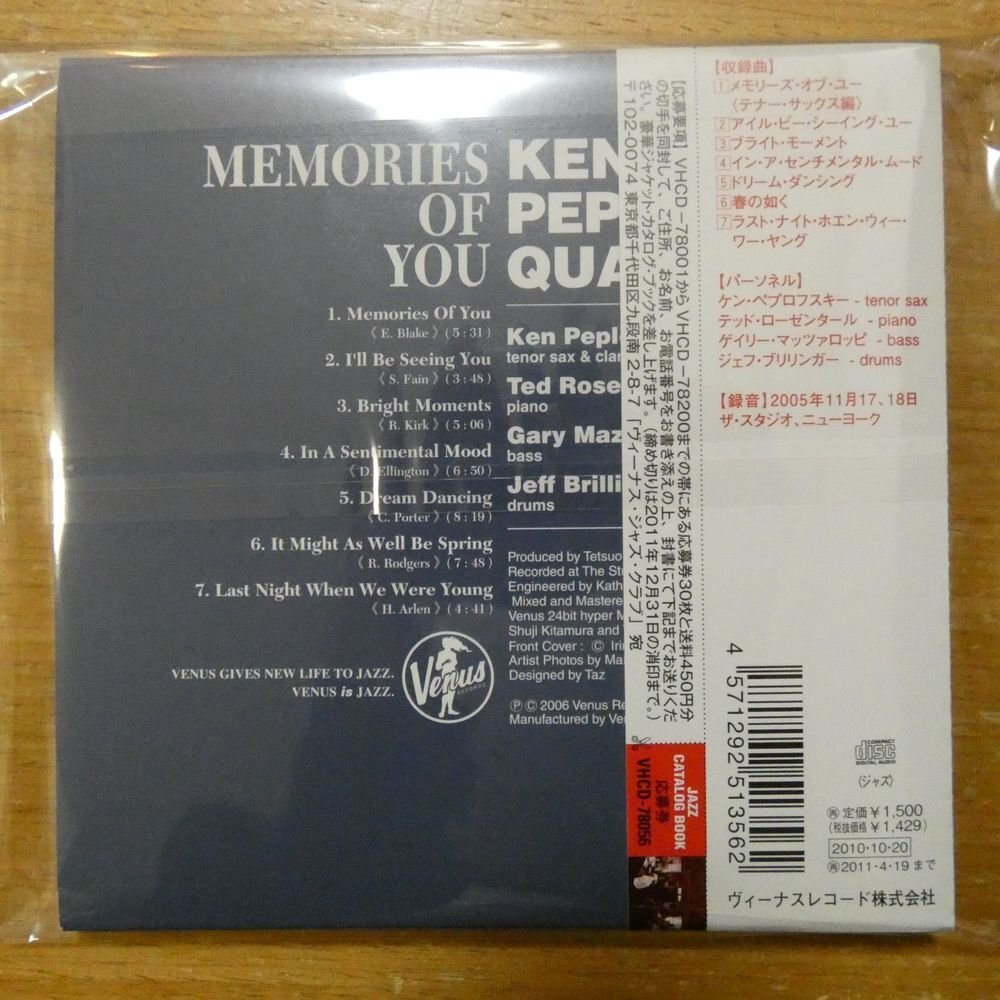 MEMORIES
OF
YOU
1. Memories Of You
《 E. Blake 》 ( 5 : 31 )
2. I'll Be Seeing You
《 S. Fain 》 ( 3 : 48 )
3. Bright Moments
《 R. Kirk 》 ( 5 : 06 )
4. In A Sentimental Mood
《 D. Ellington 》 ( 6 : 50 )
5. Dream Dancing
《 C. Porter 》 ( 8 : 19 )
6. It Might As Well Be Spring
《 R. Rodgers 》 ( 7 : 48 )
7. Last Night When We Were Young
《 H. Arlen 》 ( 4 : 41 )
VENUS GIVES NEW LIFE TO JAZZ.
VENUS is JAZZ.
Venus
RECORDS
KEN
PEP
QUA
Ken Pepl
tenor sax & clar
Ted Rose
piano
Gary Maz
bass
Jeff Brilli
drums
Produced by Tetsuo
Recorded at The Stu
Engineered by Kath
Mixed and Mastere
Venus 24bit hyper M
Shuji Kitamura and
Front Cover : © Irin
Artist Photos by Ma
Designed by Taz
Ⓟ© 2006 Venus Re
Manufactured by Ve
【応募要項】VHCD-78001からVHCD-78200までの帯にある応募券30枚と送料450円分
の切手を同封して、ご住所、お名前、お電話番号をお書き添えの上、封書にて下記までお送りくだ
さい。豪華ジャケット・カタログ・ブックを差し上げます。(締め切りは2011年12月31日の消印まで。)
〒102-0074 東京都千代田区九段南2-8-7 「ヴィーナス・ジャズ・クラブ」宛
JAZZ
CATALOG BOOK
応募券
VHCD-78056
【収録曲】
1 メモリーズ・オブ・ユー
〈テナー・サックス編〉
2 アイル・ビー・シーイング・ユー
3 ブライト・モーメント
4 イン・ア・センチメンタル・ムード
5 ドリーム・ダンシング
6 春の如く
7 ラスト・ナイト・ホエン・ウィー・
ワー・ヤング
【パーソネル】
ケン・ペプロフスキー - tenor sax
テッド・ローゼンタール - piano
ゲイリー・マッツァロッピ - bass
ジェフ・ブリリンガー - drums
【録音】2005年11月17、18日
ザ・スタジオ、ニューヨーク
4 571292 513562
COMPACT
disc
DIGITAL AUDIO
〈ジャズ〉
再 定価¥1,500
(税抜価格¥1,429)
2010・10・20
再 2011・4・19まで
ヴィーナスレコード株式会社